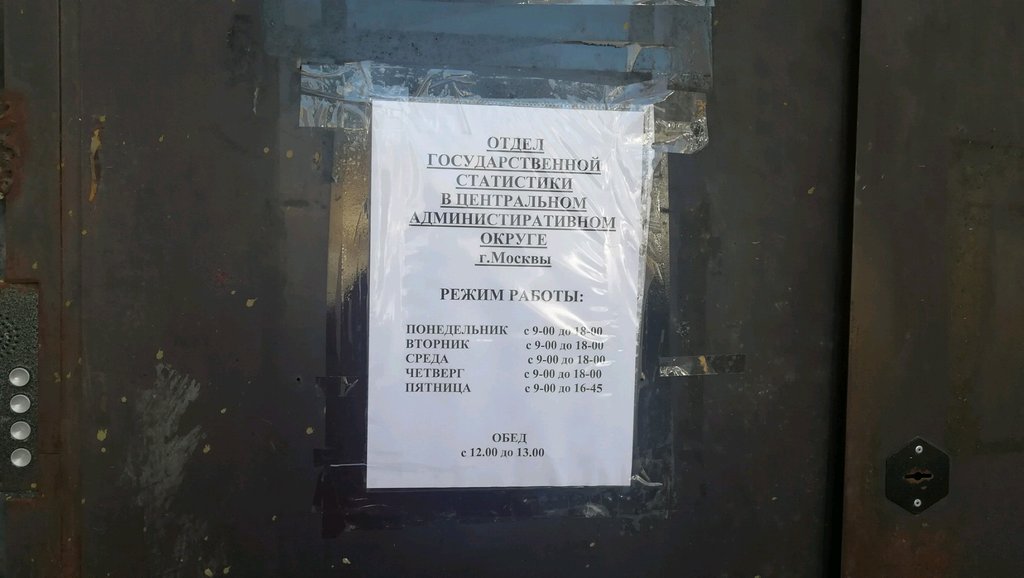 ОТДЕЛ
ГОСУДАРСТВЕННОЙ
СТАТИСТИКИ
В ЦЕНТРАЛЬНОМ
АДМИНИСТИРАТИВНОМ
ОКРУГЕ
г.Москвы
РЕЖИМ РАБОТЫ:
ПОНЕДЕЛЬНИК с 9-00 до 18-00
ВТОРНИК с 9-00 до 18-00
СРЕДА с 9-00 до 18-00
ЧЕТВЕРГ с 9-00 до 18-00
ПЯТНИЦА с 9-00 до 16-45
ОБЕД
с 12.00 до 13.00